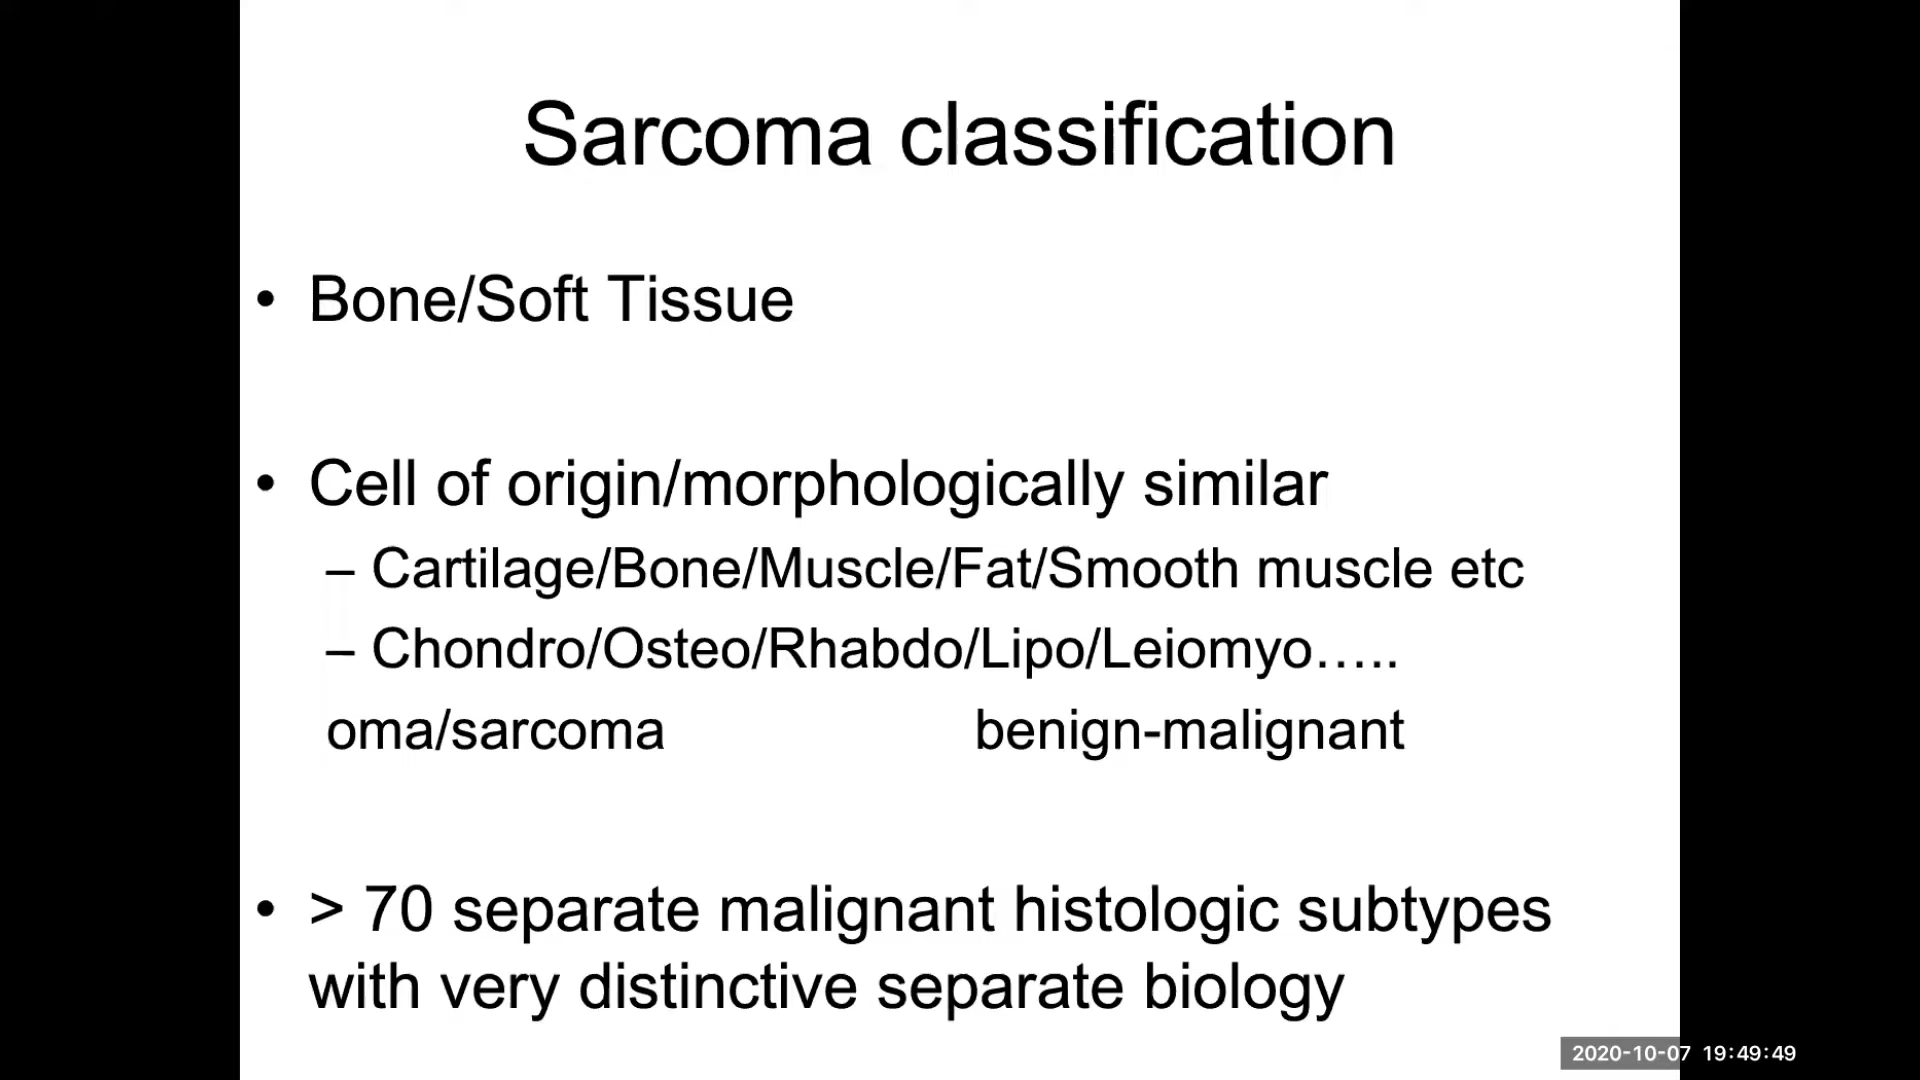 Sarcoma classification
• Bone/Soft Tissue
• Cell of origin/morphologically similar
– Cartilage/Bone/Muscle/Fat/Smooth muscle etc
– Chondro/Osteo/Rhabdo/Lipo/Leiomyo…..
oma/sarcoma benign-malignant
• > 70 separate malignant histologic subtypes
with very distinctive separate biology
2020-10-07 19:49:49